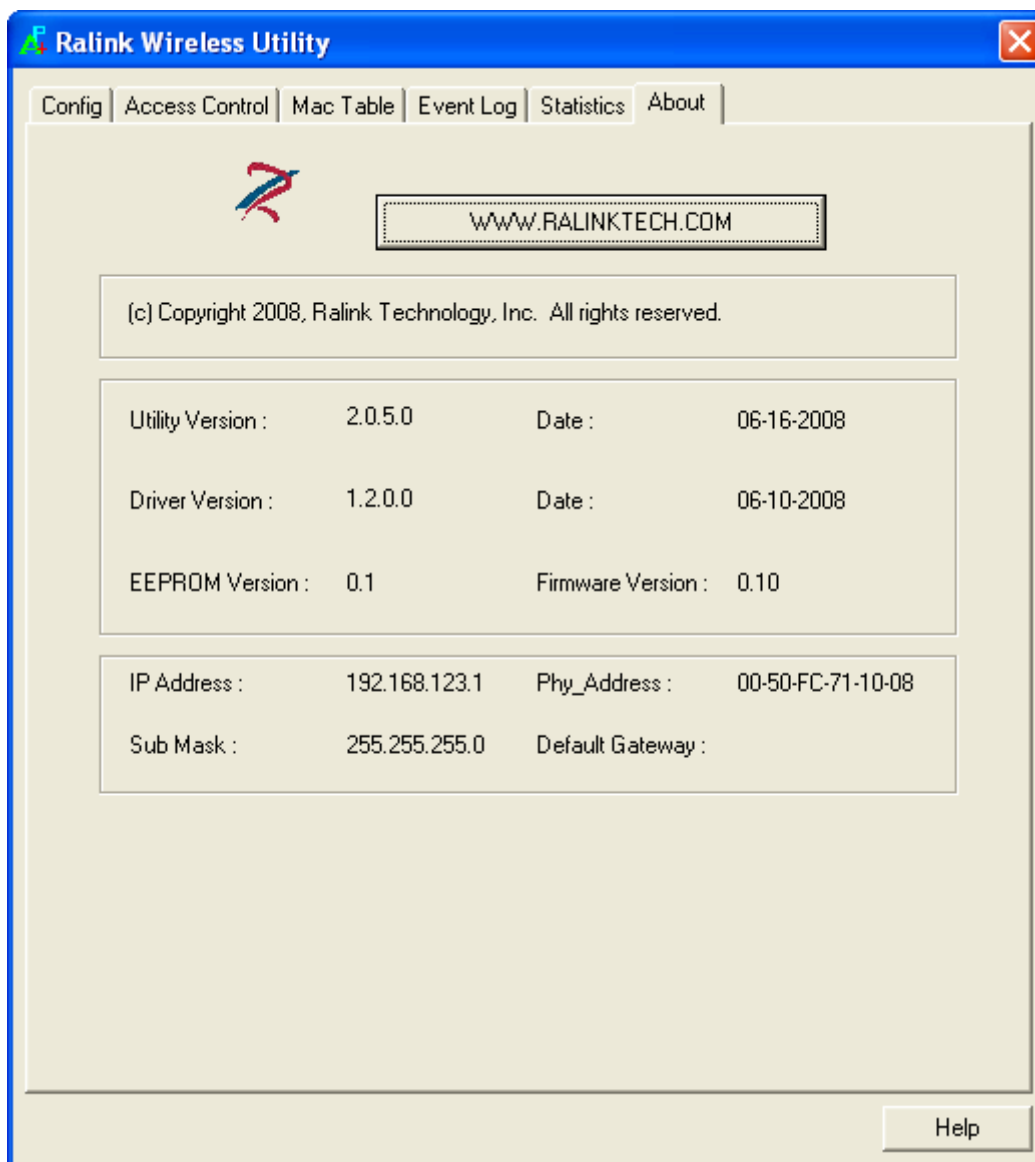 Ralink Wireless Utility
Config Access Control Mac Table Event Log Statistics About
WWW.RALINKTECH.COM
(c) Copyright 2008, Ralink Technology, Inc. All rights reserved.
Utility Version : 2.0.5.0 Date : 06-16-2008
Driver Version : 1.2.0.0 Date : 06-10-2008
EEPROM Version : 0.1 Firmware Version : 0.10
IP Address : 192.168.123.1 Phy_Address : 00-50-FC-71-10-08
Sub Mask : 255.255.255.0 Default Gateway :
Help